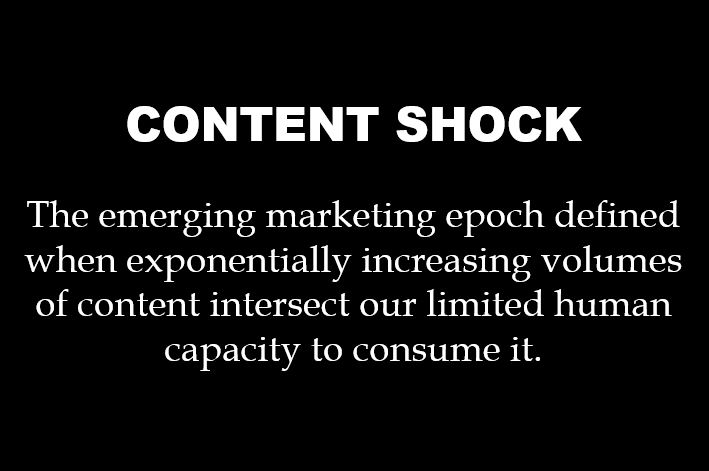 CONTENT SHOCK
The emerging marketing epoch defined
when exponentially increasing volumes
of content intersect our limited human
capacity to consume it.